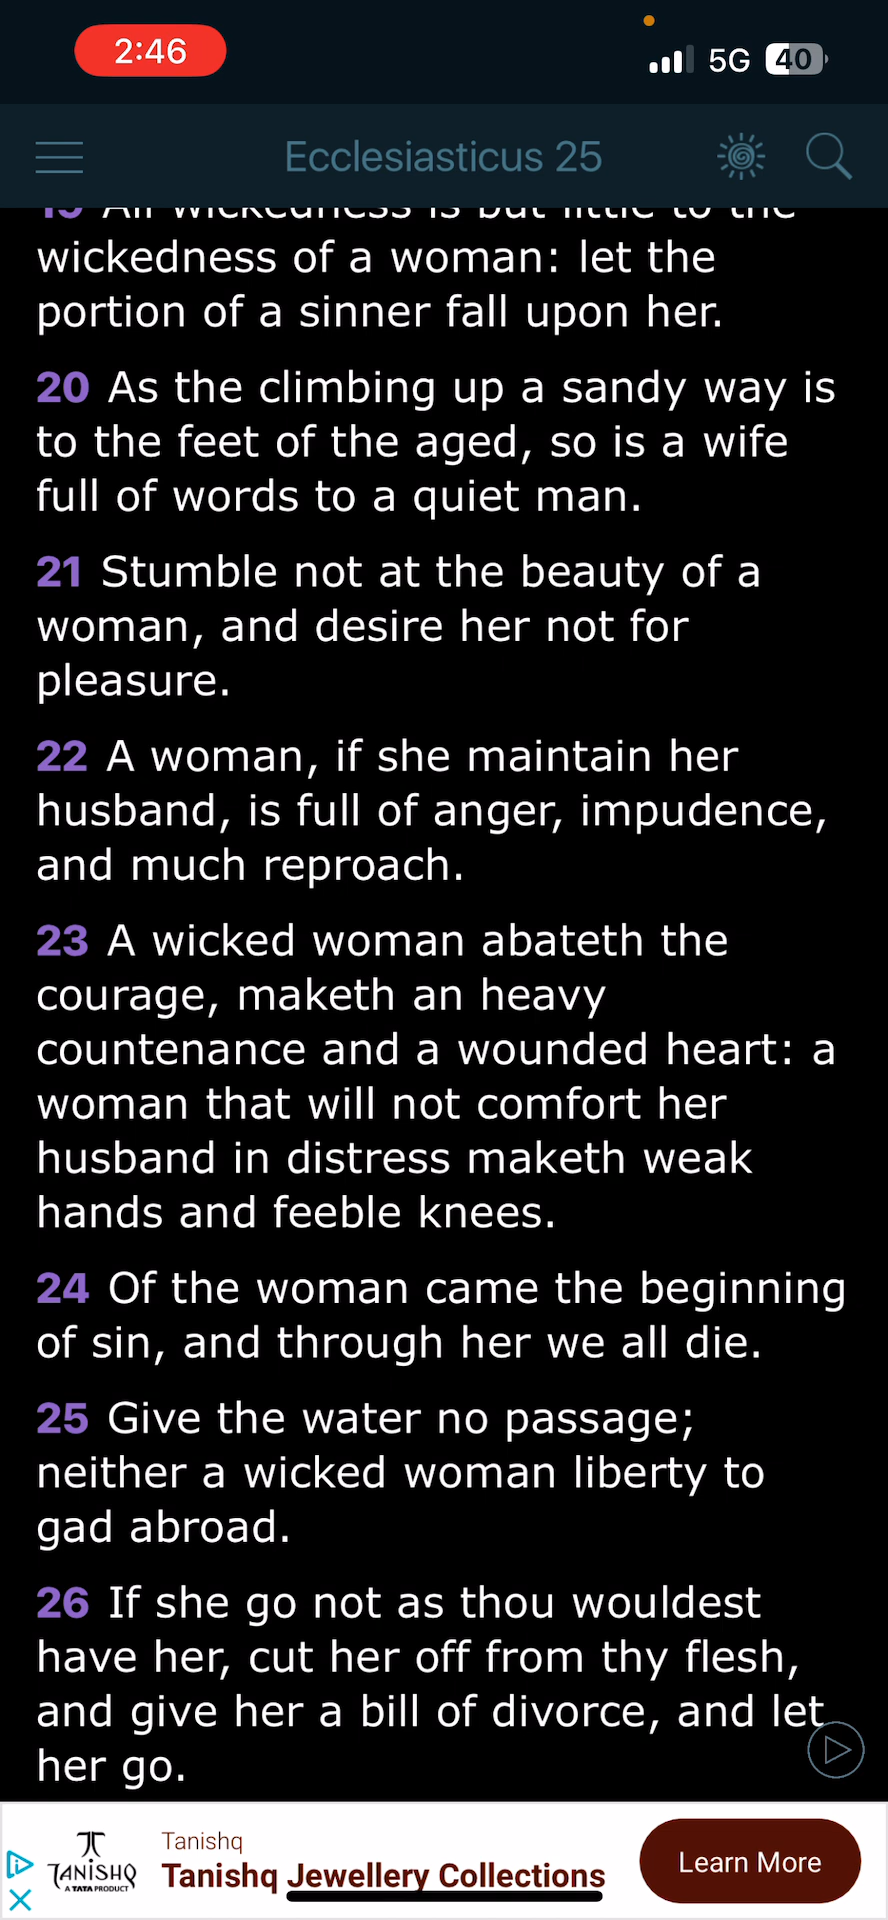 2:46
5G 40
Ecclesiasticus 25
19 All wickedness is but little to the
wickedness of a woman: let the
portion of a sinner fall upon her.
20 As the climbing up a sandy way is
to the feet of the aged, so is a wife
full of words to a quiet man.
21 Stumble not at the beauty of a
woman, and desire her not for
pleasure.
22 A woman, if she maintain her
husband, is full of anger, impudence,
and much reproach.
23 A wicked woman abateth the
courage, maketh an heavy
countenance and a wounded heart: a
woman that will not comfort her
husband in distress maketh weak
hands and feeble knees.
24 Of the woman came the beginning
of sin, and through her we all die.
25 Give the water no passage;
neither a wicked woman liberty to
gad abroad.
26 If she go not as thou wouldest
have her, cut her off from thy flesh,
and give her a bill of divorce, and let
her go.
TANISHQ
A TATA PRODUCT
Tanishq
Tanishq Jewellery Collections
Learn More